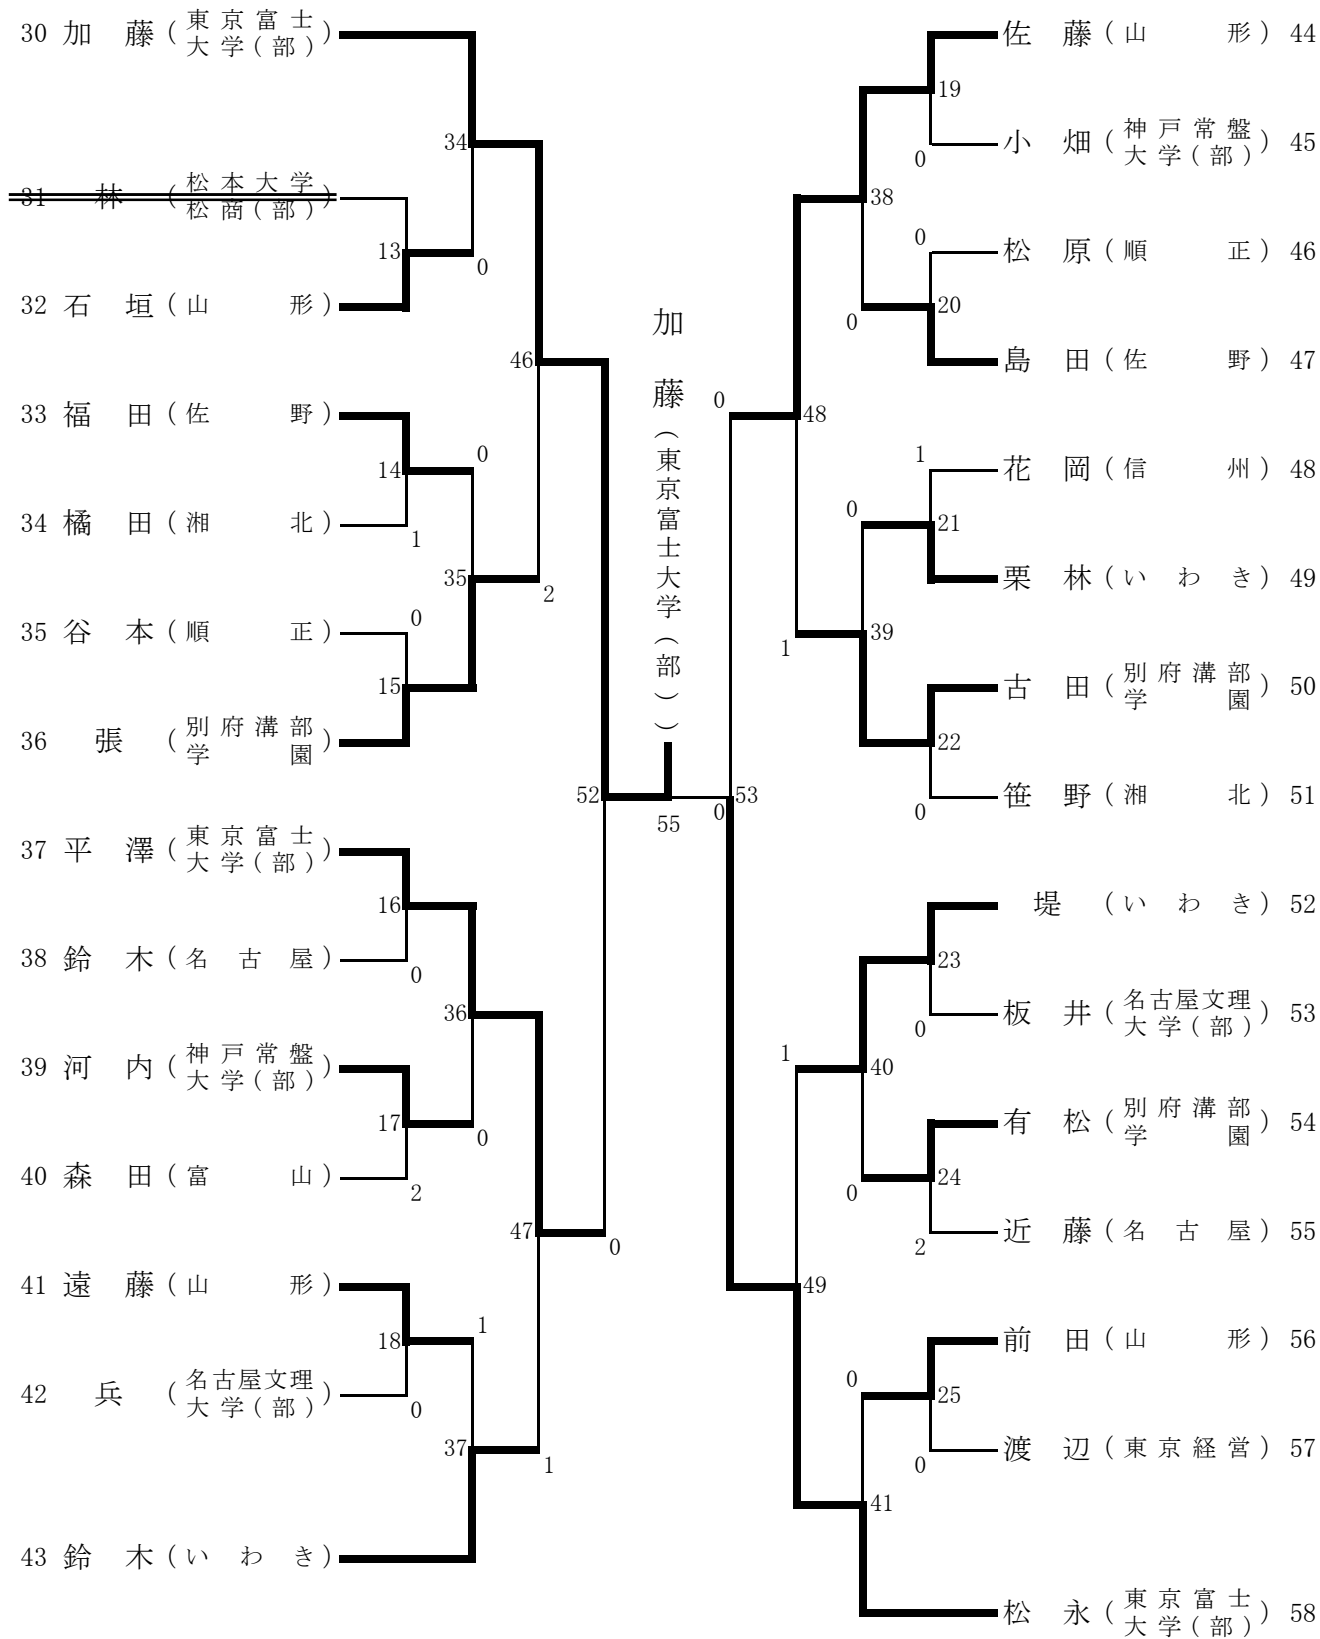 30 加藤(東京富士大学(部))
34
31 林(松本大学松商(部))
13
0
32 石垣(山形)
46
33 福田(佐野)
14
0
34 橘田(湘北)
1
35
2
35 谷本(順正)
0
15
36 張(別府溝部学園)
52
37 平澤(東京富士大学(部))
16
38 鈴木(名古屋)
0
36
39 河内(神戸常盤大学(部))
17
0
40 森田(富山)
2
47
0
41 遠藤(山形)
18
1
42 兵(名古屋文理大学(部))
0
37
1
43 鈴木(いわき)
加藤(東京富士大学(部))
55
佐藤(山形) 44
19
小畑(神戸常盤大学(部)) 45
0
38
松原(順正) 46
0
20
0
島田(佐野) 47
0
48
花岡(信州) 48
1
0
21
栗林(いわき) 49
39
1
古田(別府溝部学園) 50
22
笹野(湘北) 51
0
53
0
堤(いわき) 52
23
板井(名古屋文理大学(部)) 53
0
1
40
有松(別府溝部学園) 54
24
0
近藤(名古屋) 55
2
49
前田(山形) 56
0
25
渡辺(東京経営) 57
0
41
松永(東京富士大学(部)) 58